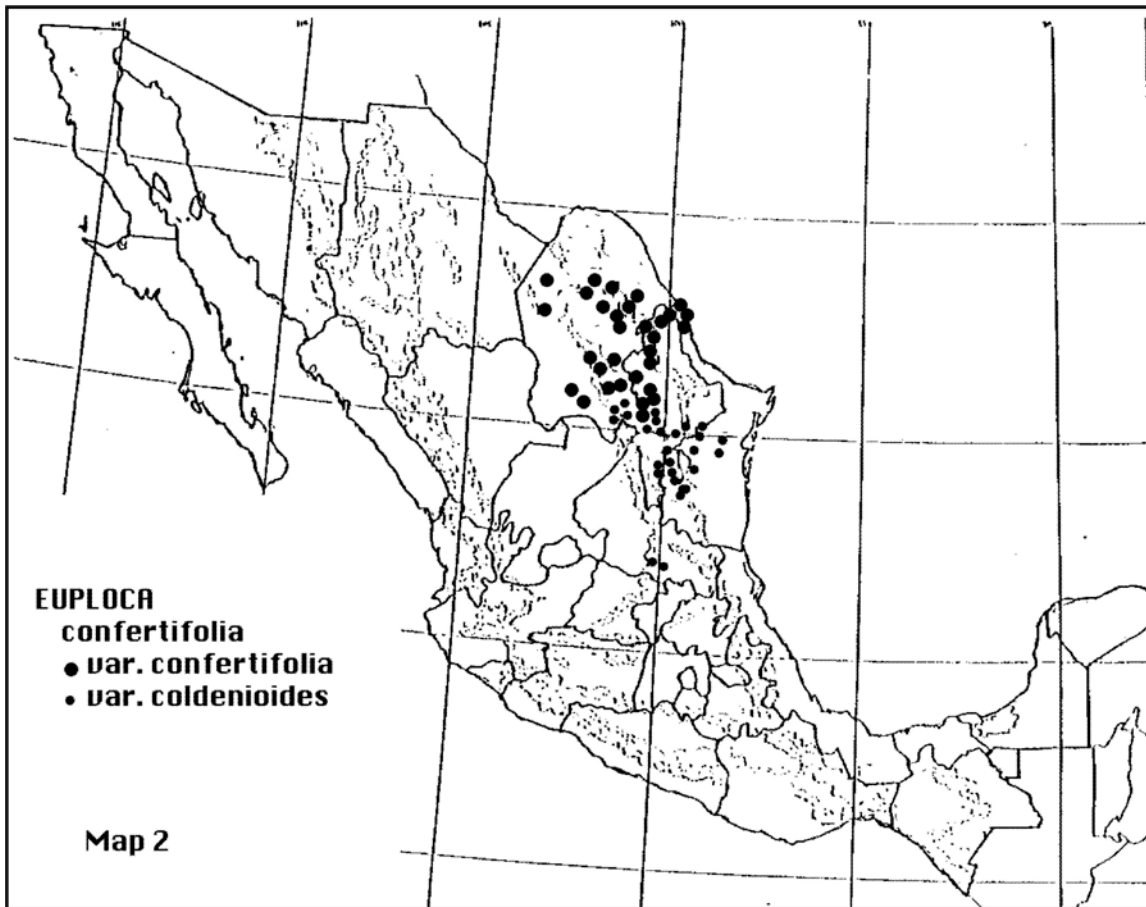 EUPLOCA
confertifolia
● var. confertifolia
• var. coldenioides
Map 2